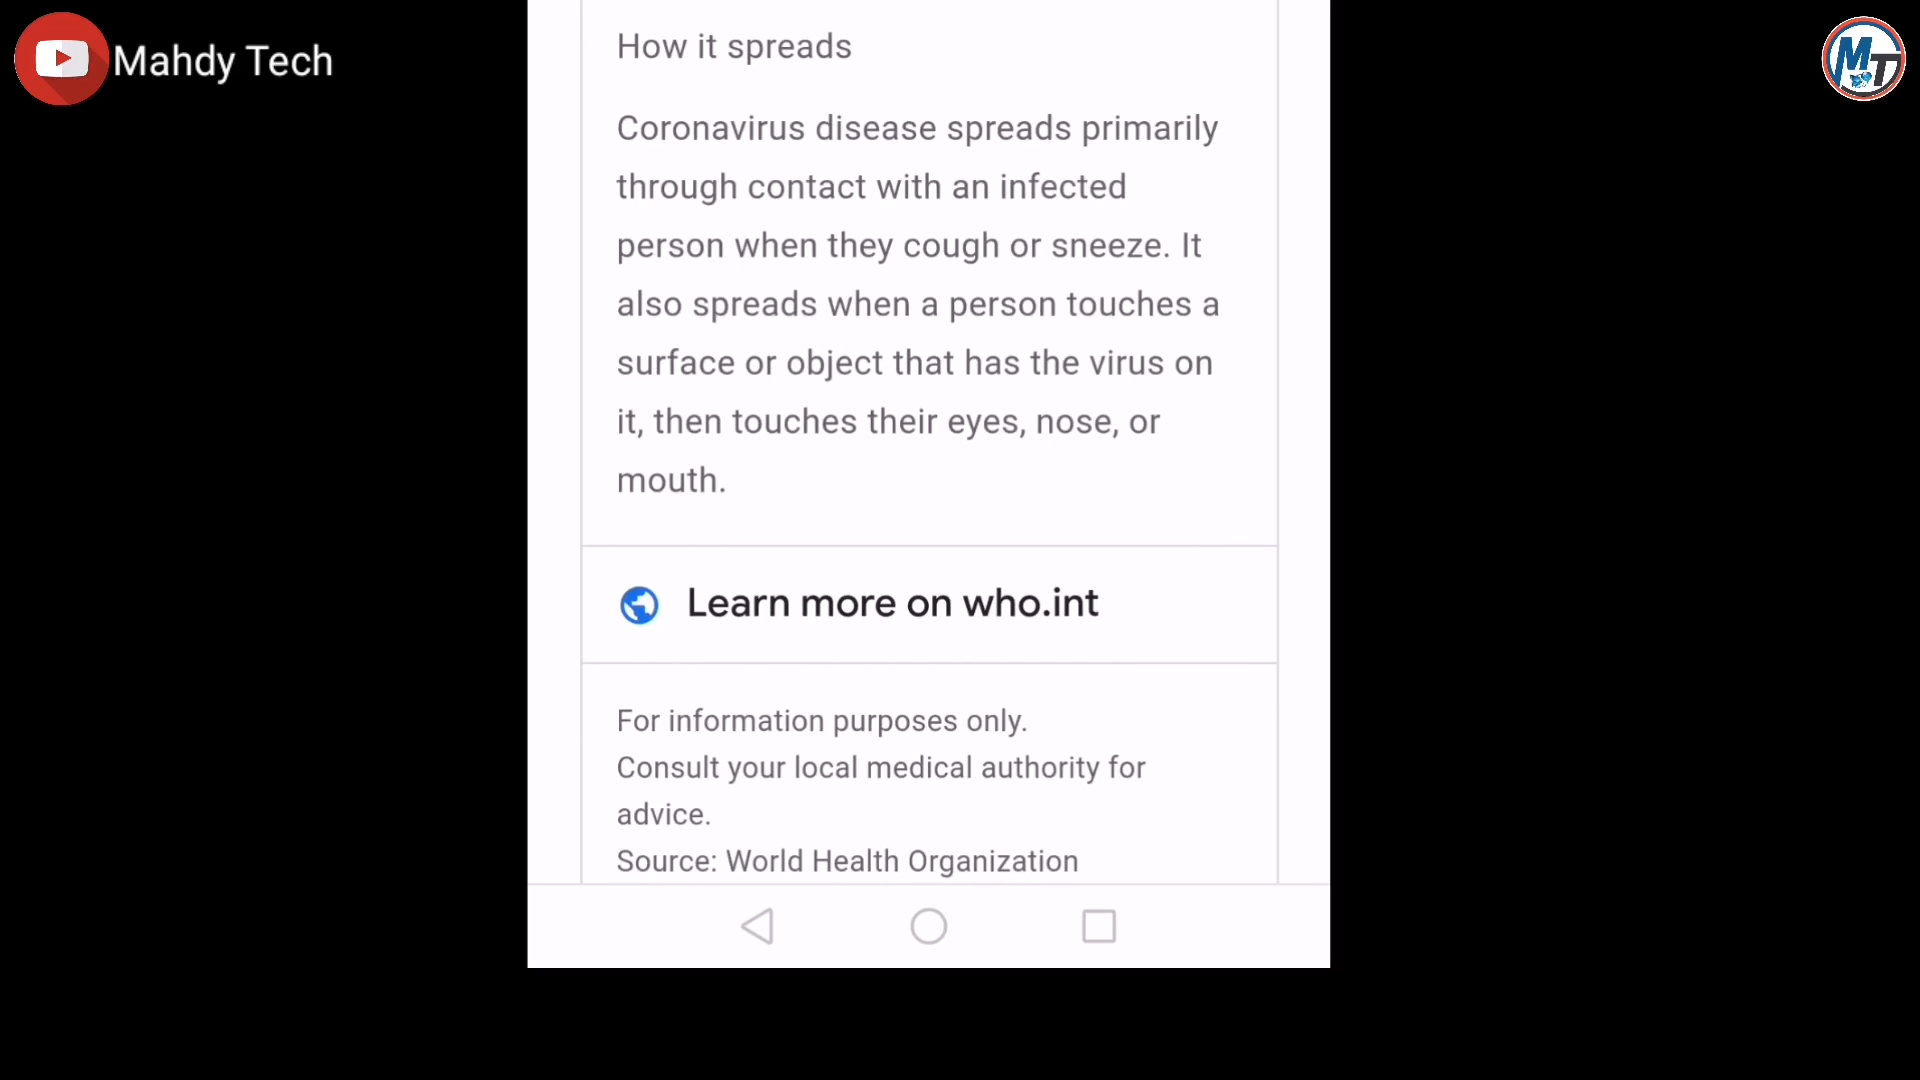 Mahdy Tech
MT
How it spreads
Coronavirus disease spreads primarily
through contact with an infected
person when they cough or sneeze. It
also spreads when a person touches a
surface or object that has the virus on
it, then touches their eyes, nose, or
mouth.
Learn more on who.int
For information purposes only.
Consult your local medical authority for
advice.
Source: World Health Organization